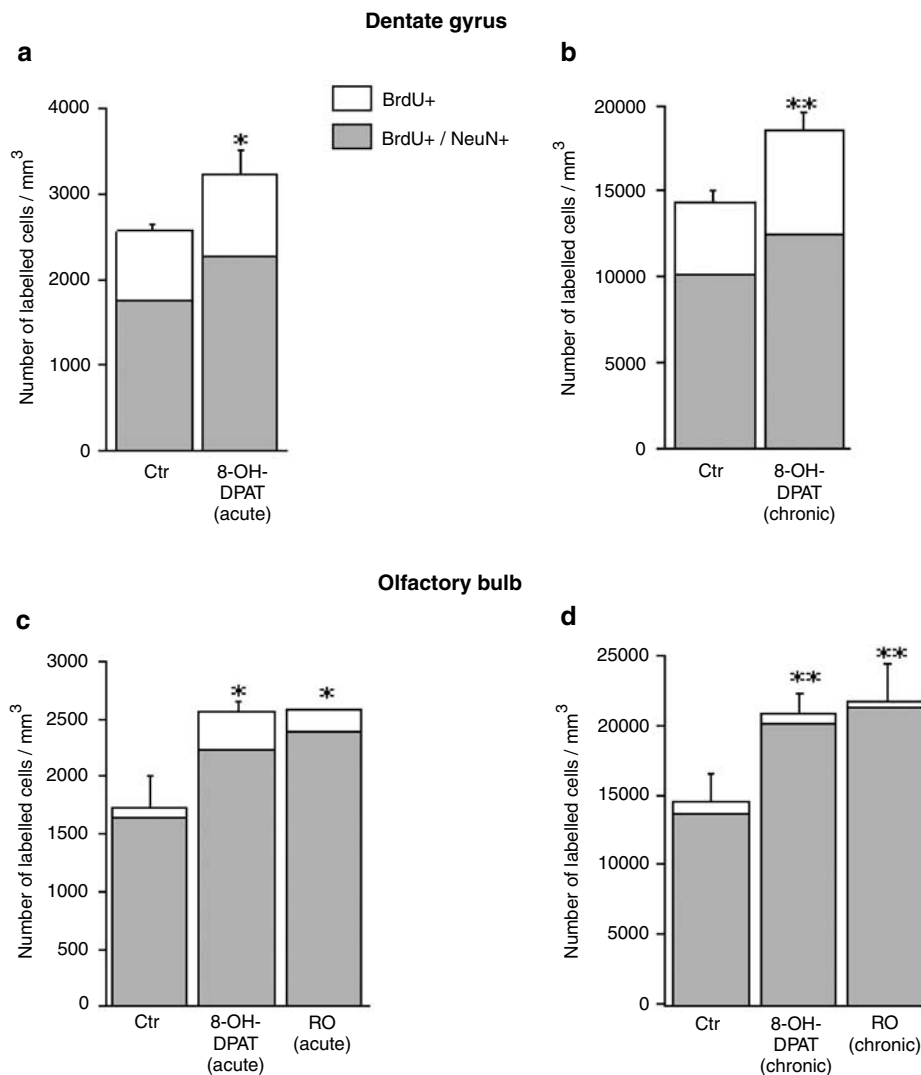 Dentate gyrus
a
b
BrdU+
BrdU+ / NeuN+
Number of labelled cells / mm³
4000
3000
2000
1000
0
*
Ctr
8-OH-
DPAT
(acute)
Number of labelled cells / mm³
20000
15000
10000
5000
0
**
Ctr
8-OH-
DPAT
(chronic)
Olfactory bulb
c
d
Number of labelled cells / mm³
3000
2500
2000
1500
1000
500
0
*
*
Ctr
8-OH-
DPAT
(acute)
RO
(acute)
Number of labelled cells / mm³
25000
20000
15000
10000
5000
0
**
**
Ctr
8-OH-
DPAT
(chronic)
RO
(chronic)